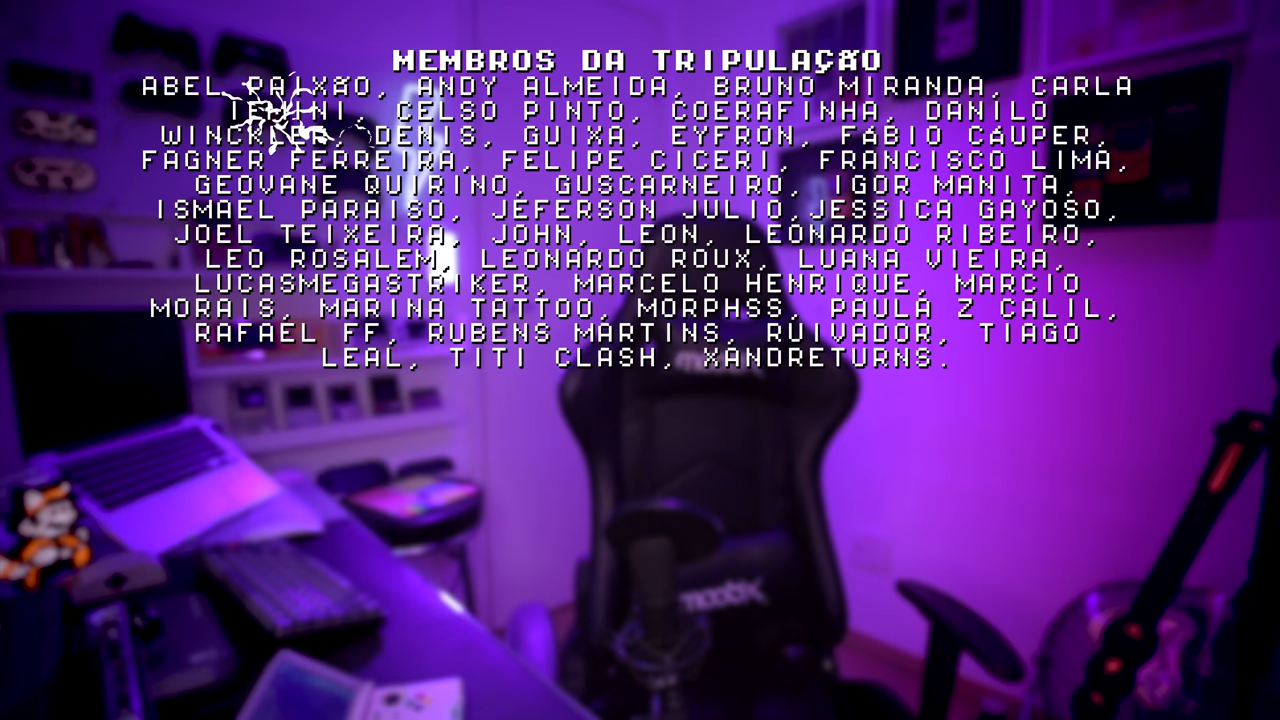 MEMBROS DA TRIPULAÇÃO
ABEL PAIXÃO, ANDY ALMEIDA, BRUNO MIRANDA, CARLA
CELSO PINTO, COERAFINHA, DANILO
DENIS, GUIXA, EYFRON, FÁBIO CÁUPER,
FAGNER FERREIRA, FELIPE CICERI, FRANCISCO LIMA,
GEOVANE QUIRINO, GUSCARNEIRO, IGOR MANITA,
ISMAEL PARAISO, JEFERSON JULIO,JESSICA GAYOSO,
JOEL TEIXEIRA, JOHN, LEON, LEONARDO RIBEIRO,
LEO ROSALEM, LEONARDO ROUX, LUANA VIEIRA,
LUCASMEGASTRIKER, MARCELO HENRIQUE, MARCIO
MORAIS, MARINA TATTOO, MORPHSS, PAULA Z CALIL,
RAFAEL FF, RUBENS MARTINS, RUIVADOR, TIAGO
LEAL, TITI CLASH, XANDRETURNS.